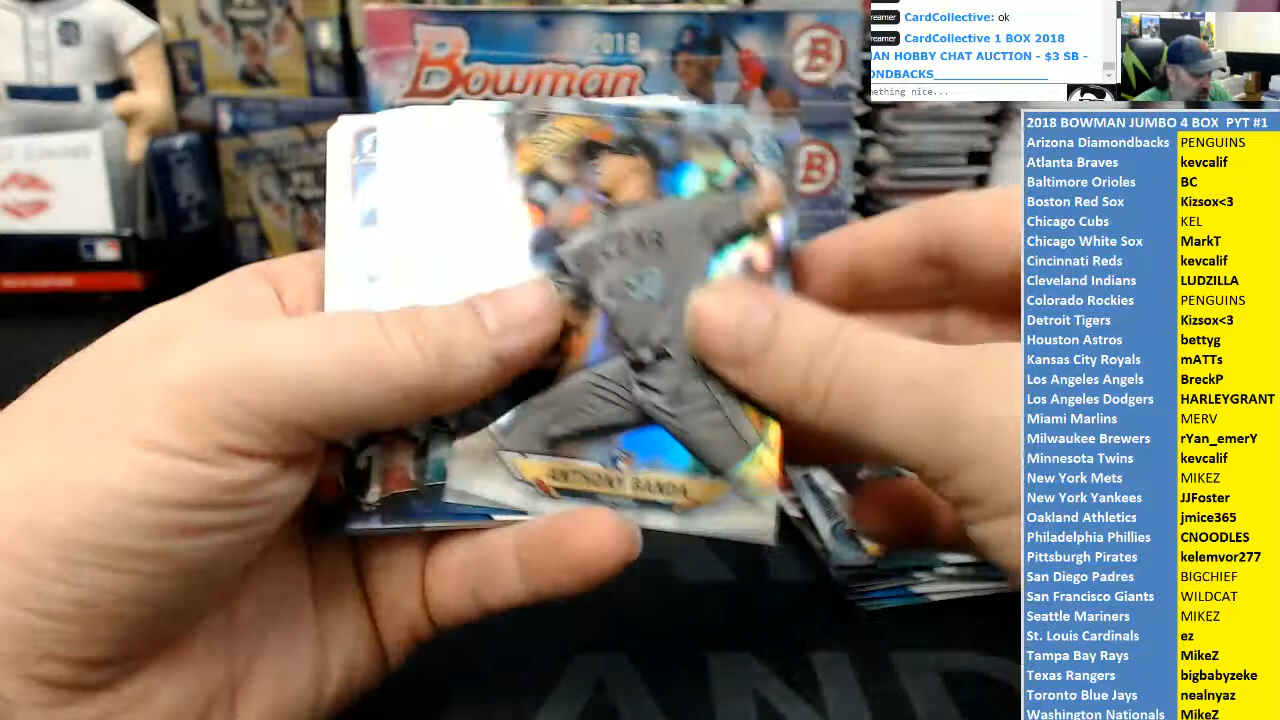 reamer CardCollective: ok
reamer CardCollective 1 BOX 2018
AN HOBBY CHAT AUCTION - $3 SB -
ONDBACKS
mething nice...
2018
Bowman
B
B
ANTHONY BANDA
2018 BOWMAN JUMBO 4 BOX PYT #1
Arizona Diamondbacks PENGUINS
Atlanta Braves kevcalif
Baltimore Orioles BC
Boston Red Sox Kizsox<3
Chicago Cubs KEL
Chicago White Sox MarkT
Cincinnati Reds kevcalif
Cleveland Indians LUDZILLA
Colorado Rockies PENGUINS
Detroit Tigers Kizsox<3
Houston Astros bettyg
Kansas City Royals mATTs
Los Angeles Angels BreckP
Los Angeles Dodgers HARLEYGRANT
Miami Marlins MERV
Milwaukee Brewers rYan_emerY
Minnesota Twins kevcalif
New York Mets MIKEZ
New York Yankees JJFoster
Oakland Athletics jmice365
Philadelphia Phillies CNOODLES
Pittsburgh Pirates kelemvor277
San Diego Padres BIGCHIEF
San Francisco Giants WILDCAT
Seattle Mariners MIKEZ
St. Louis Cardinals ez
Tampa Bay Rays MikeZ
Texas Rangers bigbabyzeke
Toronto Blue Jays nealnyaz
Washington Nationals MikeZ